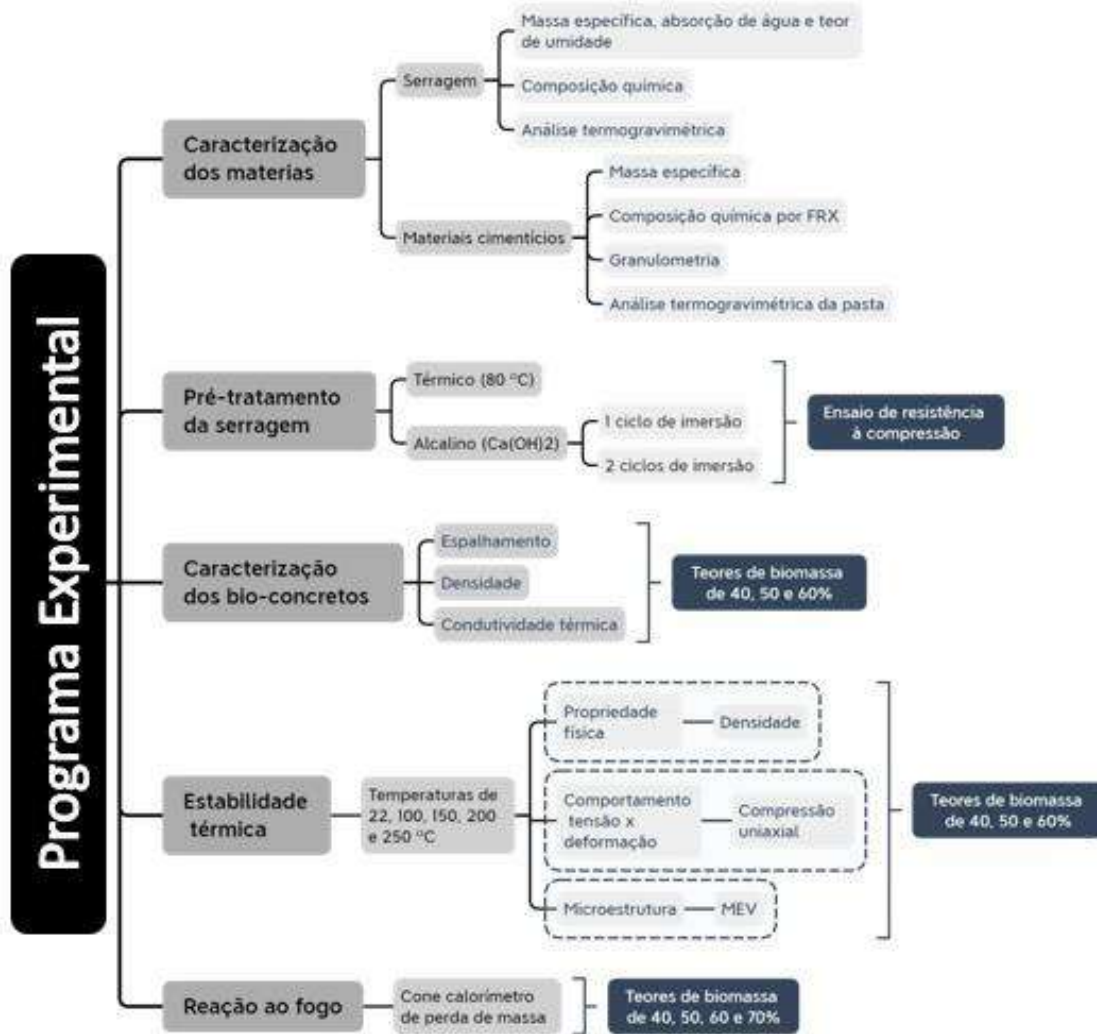 Programa Experimental
Caracterização
dos materias
Serragem
Massa específica, absorção de água e teor
de umidade
Composição química
Análise termogravimétrica
Materiais cimentícios
Massa específica
Composição química por FRX
Granulometria
Análise termogravimétrica da pasta
Pré-tratamento
da serragem
Térmico (80 °C)
Alcalino (Ca(OH)2)
1 ciclo de imersão
2 ciclos de imersão
Ensaio de resistência
à compressão
Caracterização
dos bio-concretos
Espalhamento
Densidade
Condutividade térmica
Teores de biomassa
de 40, 50 e 60%
Estabilidade
térmica
Temperaturas de
22, 100, 150, 200
e 250 °C
Propriedade
física
Densidade
Comportamento
tensão x
deformação
Compressão
uniaxial
Microestrutura
MEV
Teores de biomassa
de 40, 50 e 60%
Reação ao fogo
Cone calorímetro
de perda de massa
Teores de biomassa
de 40, 50, 60 e 70%